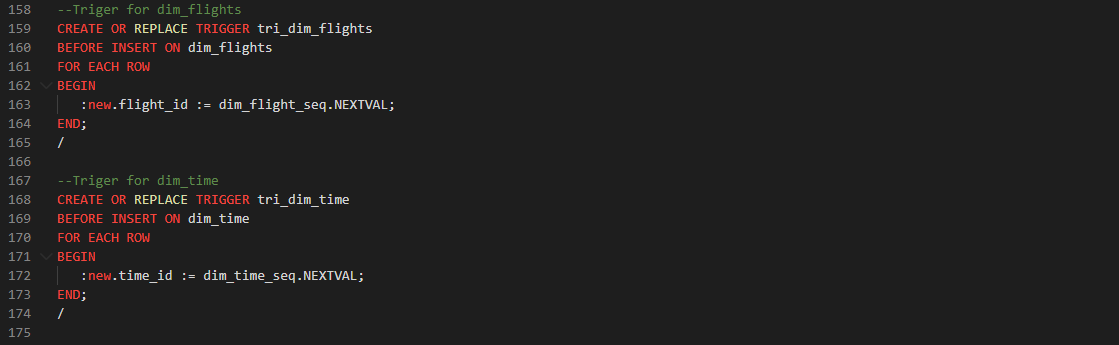 158 --Triger for dim_flights
159 CREATE OR REPLACE TRIGGER tri_dim_flights
160 BEFORE INSERT ON dim_flights
161 FOR EACH ROW
162 BEGIN
163 :new.flight_id := dim_flight_seq.NEXTVAL;
164 END;
165 /
166
167 --Triger for dim_time
168 CREATE OR REPLACE TRIGGER tri_dim_time
169 BEFORE INSERT ON dim_time
170 FOR EACH ROW
171 BEGIN
172 :new.time_id := dim_time_seq.NEXTVAL;
173 END;
174 /
175